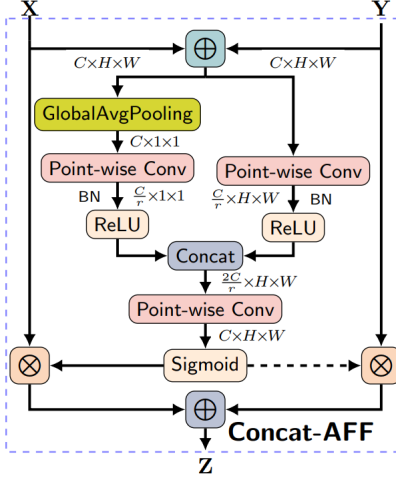 X Y
⊕
C×H×W C×H×W
GlobalAvgPooling
C×1×1
Point-wise Conv Point-wise Conv
BN C/r×1×1 C/r×H×W BN
ReLU ReLU
Concat
2C/r×H×W
Point-wise Conv
C×H×W
⊗ Sigmoid ⊗
⊕ Concat-AFF
Z